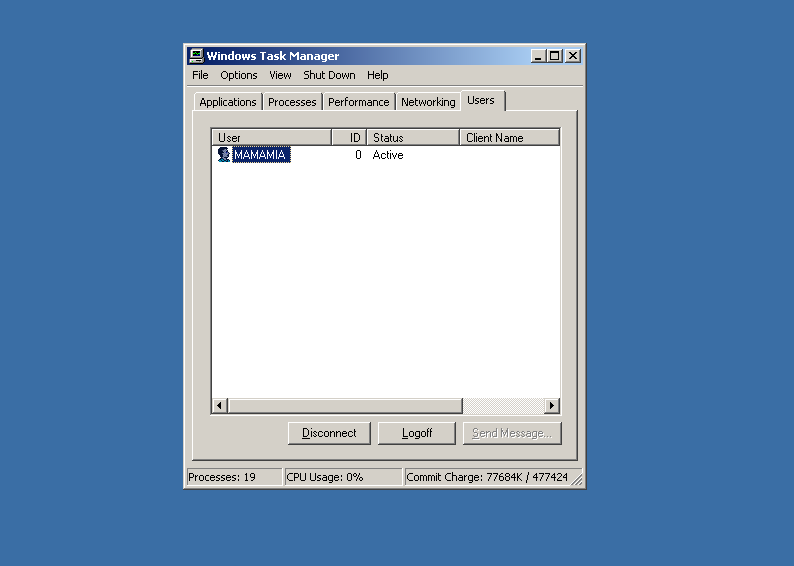 Windows Task Manager
File Options View Shut Down Help
Applications Processes Performance Networking Users
User ID Status Client Name
MAMAMIA 0 Active
Disconnect Logoff Send Message...
Processes: 19 CPU Usage: 0% Commit Charge: 77684K / 477424